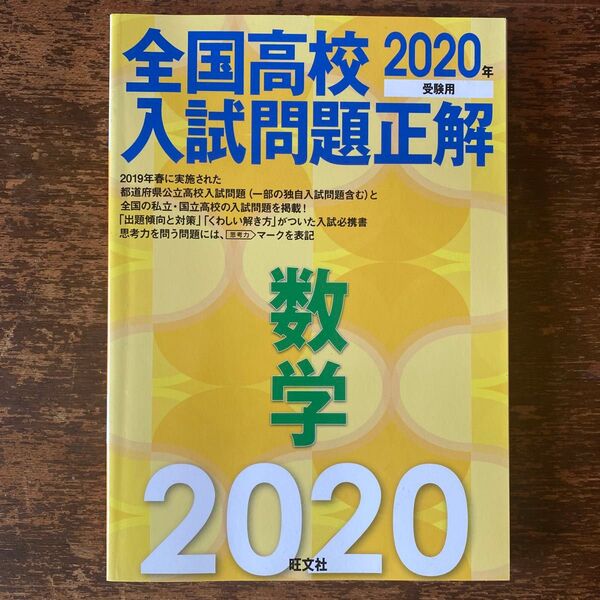 全国高校 2020年
受験用
入試問題正解
2019年春に実施された
都道府県公立高校入試問題(一部の独自入試問題含む)と
全国の私立・国立高校の入試問題を掲載!
「出題傾向と対策」「くわしい解き方」がついた入試必携書
思考力を問う問題には、思考力マークを表記
数学
2020
旺文社